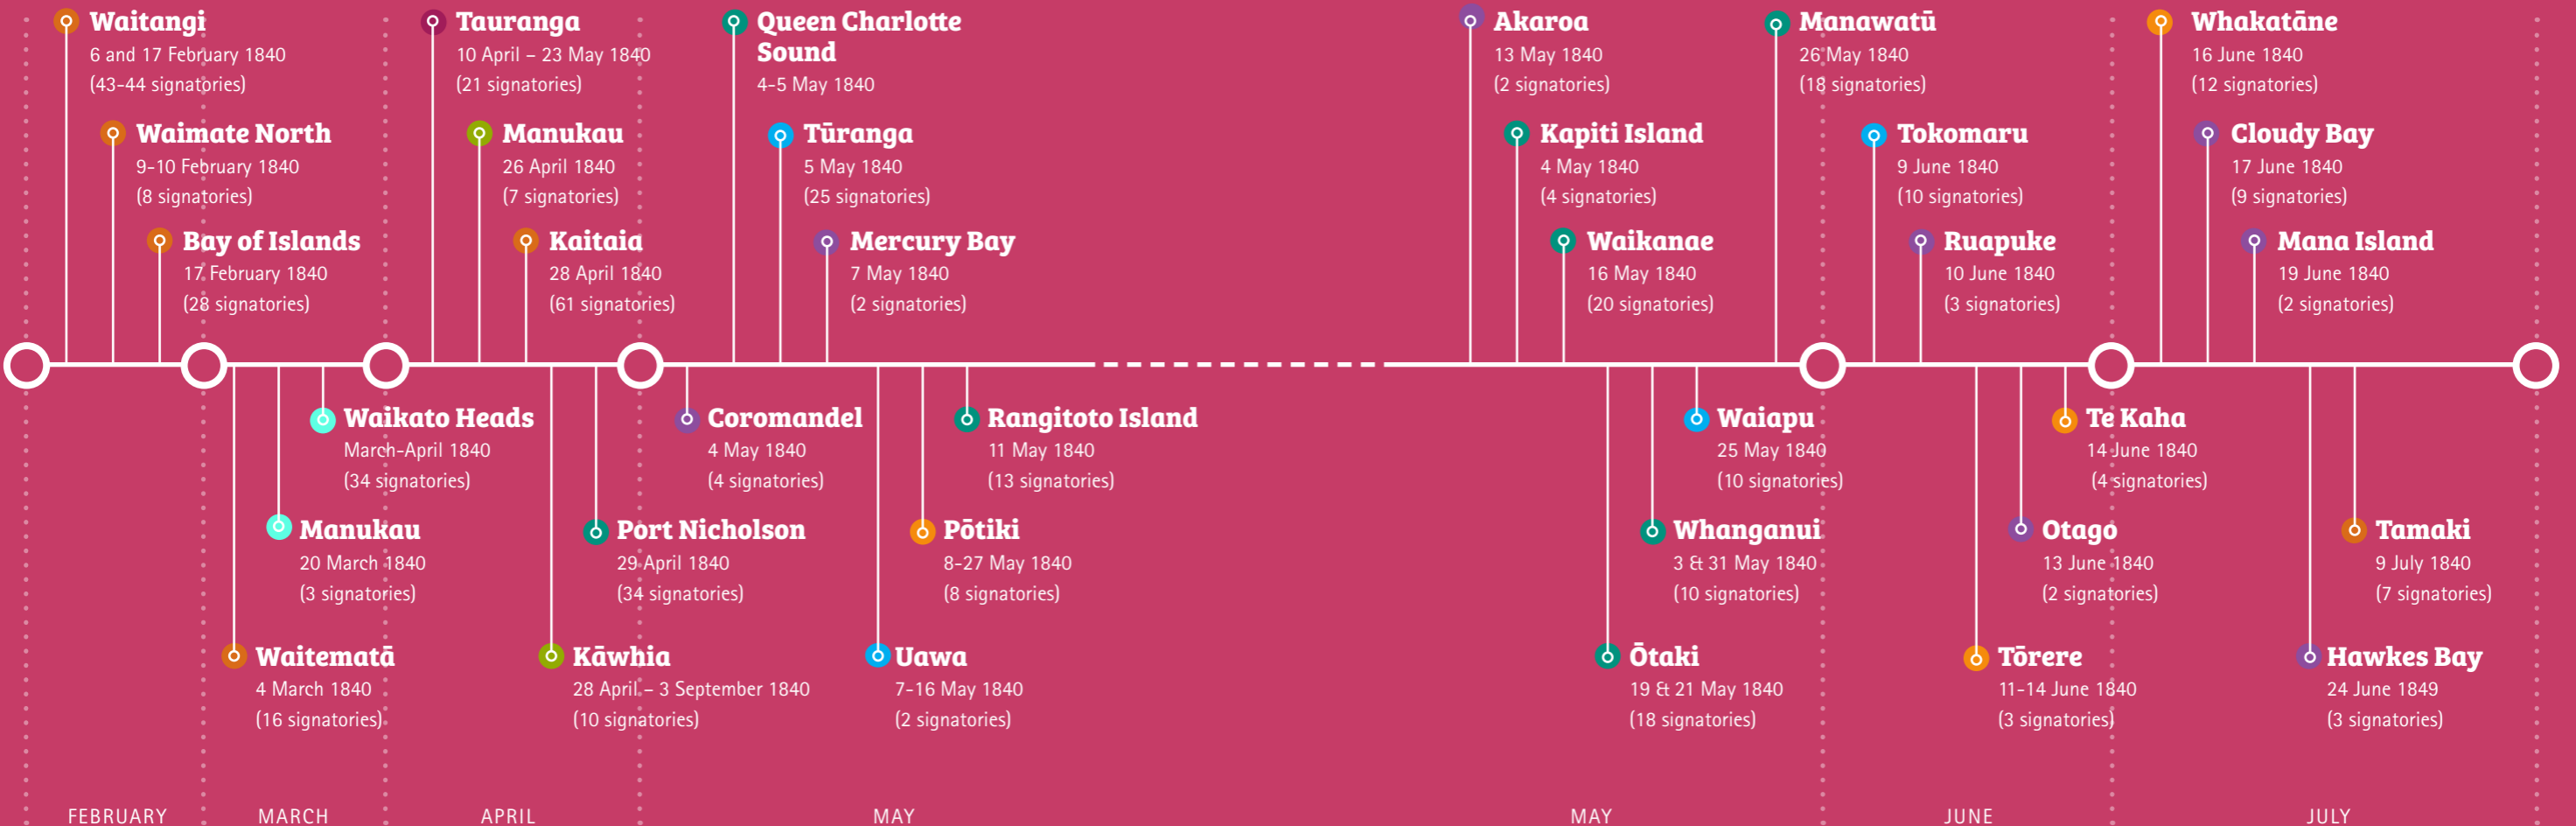 Waitangi
6 and 17 February 1840
(43-44 signatories)
Waimate North
9-10 February 1840
(8 signatories)
Bay of Islands
17 February 1840
(28 signatories)
Waitematā
4 March 1840
(16 signatories)
Manukau
20 March 1840
(3 signatories)
Waikato Heads
March-April 1840
(34 signatories)
Tauranga
10 April – 23 May 1840
(21 signatories)
Manukau
26 April 1840
(7 signatories)
Kaitaia
28 April 1840
(61 signatories)
Kāwhia
28 April – 3 September 1840
(10 signatories)
Port Nicholson
29 April 1840
(34 signatories)
Coromandel
4 May 1840
(4 signatories)
Queen Charlotte
Sound
4-5 May 1840
Tūranga
5 May 1840
(25 signatories)
Mercury Bay
7 May 1840
(2 signatories)
Uawa
7-16 May 1840
(2 signatories)
Pōtiki
8-27 May 1840
(8 signatories)
Rangitoto Island
11 May 1840
(13 signatories)
Akaroa
13 May 1840
(2 signatories)
Kapiti Island
4 May 1840
(4 signatories)
Waikanae
16 May 1840
(20 signatories)
Ōtaki
19 & 21 May 1840
(18 signatories)
Whanganui
3 & 31 May 1840
(10 signatories)
Waiapu
25 May 1840
(10 signatories)
Manawatū
26 May 1840
(18 signatories)
Tokomaru
9 June 1840
(10 signatories)
Ruapuke
10 June 1840
(3 signatories)
Tōrere
11-14 June 1840
(3 signatories)
Otago
13 June 1840
(2 signatories)
Te Kaha
14 June 1840
(4 signatories)
Whakatāne
16 June 1840
(12 signatories)
Cloudy Bay
17 June 1840
(9 signatories)
Mana Island
19 June 1840
(2 signatories)
Hawkes Bay
24 June 1849
(3 signatories)
Tamaki
9 July 1840
(7 signatories)
FEBRUARY
MARCH
APRIL
MAY
MAY
JUNE
JULY